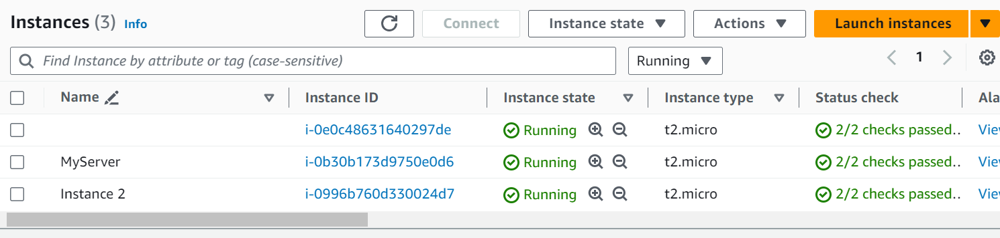 Instances (3) Info Connect Instance state Actions Launch instances
Find Instance by attribute or tag (case-sensitive) Running 1
Name Instance ID Instance state Instance type Status check Ala
i-0e0c48631640297de Running t2.micro 2/2 checks passed.. Vie
MyServer i-0b30b173d9750e0d6 Running t2.micro 2/2 checks passed.. Vie
Instance 2 i-0996b760d330024d7 Running t2.micro 2/2 checks passed.. Vie